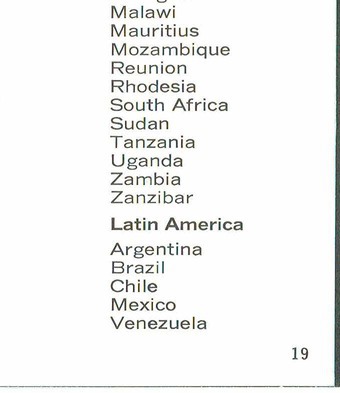 Malawi
Mauritius
Mozambique
Reunion
Rhodesia
South Africa
Sudan
Tanzania
Uganda
Zambia
Zanzibar
Latin America
Argentina
Brazil
Chile
Mexico
Venezuela
19